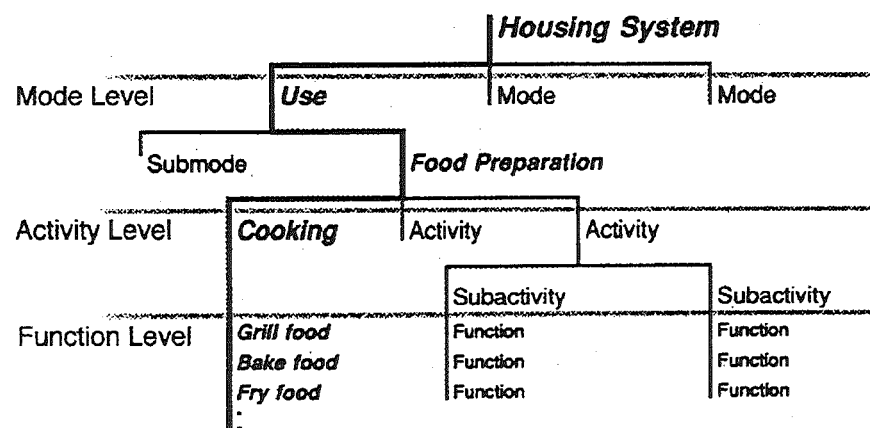 Housing System
Mode Level Use Mode Mode
Submode Food Preparation
Activity Level Cooking Activity Activity
Subactivity Subactivity
Function Level Grill food Function Function
Bake food Function Function
Fry food Function Function